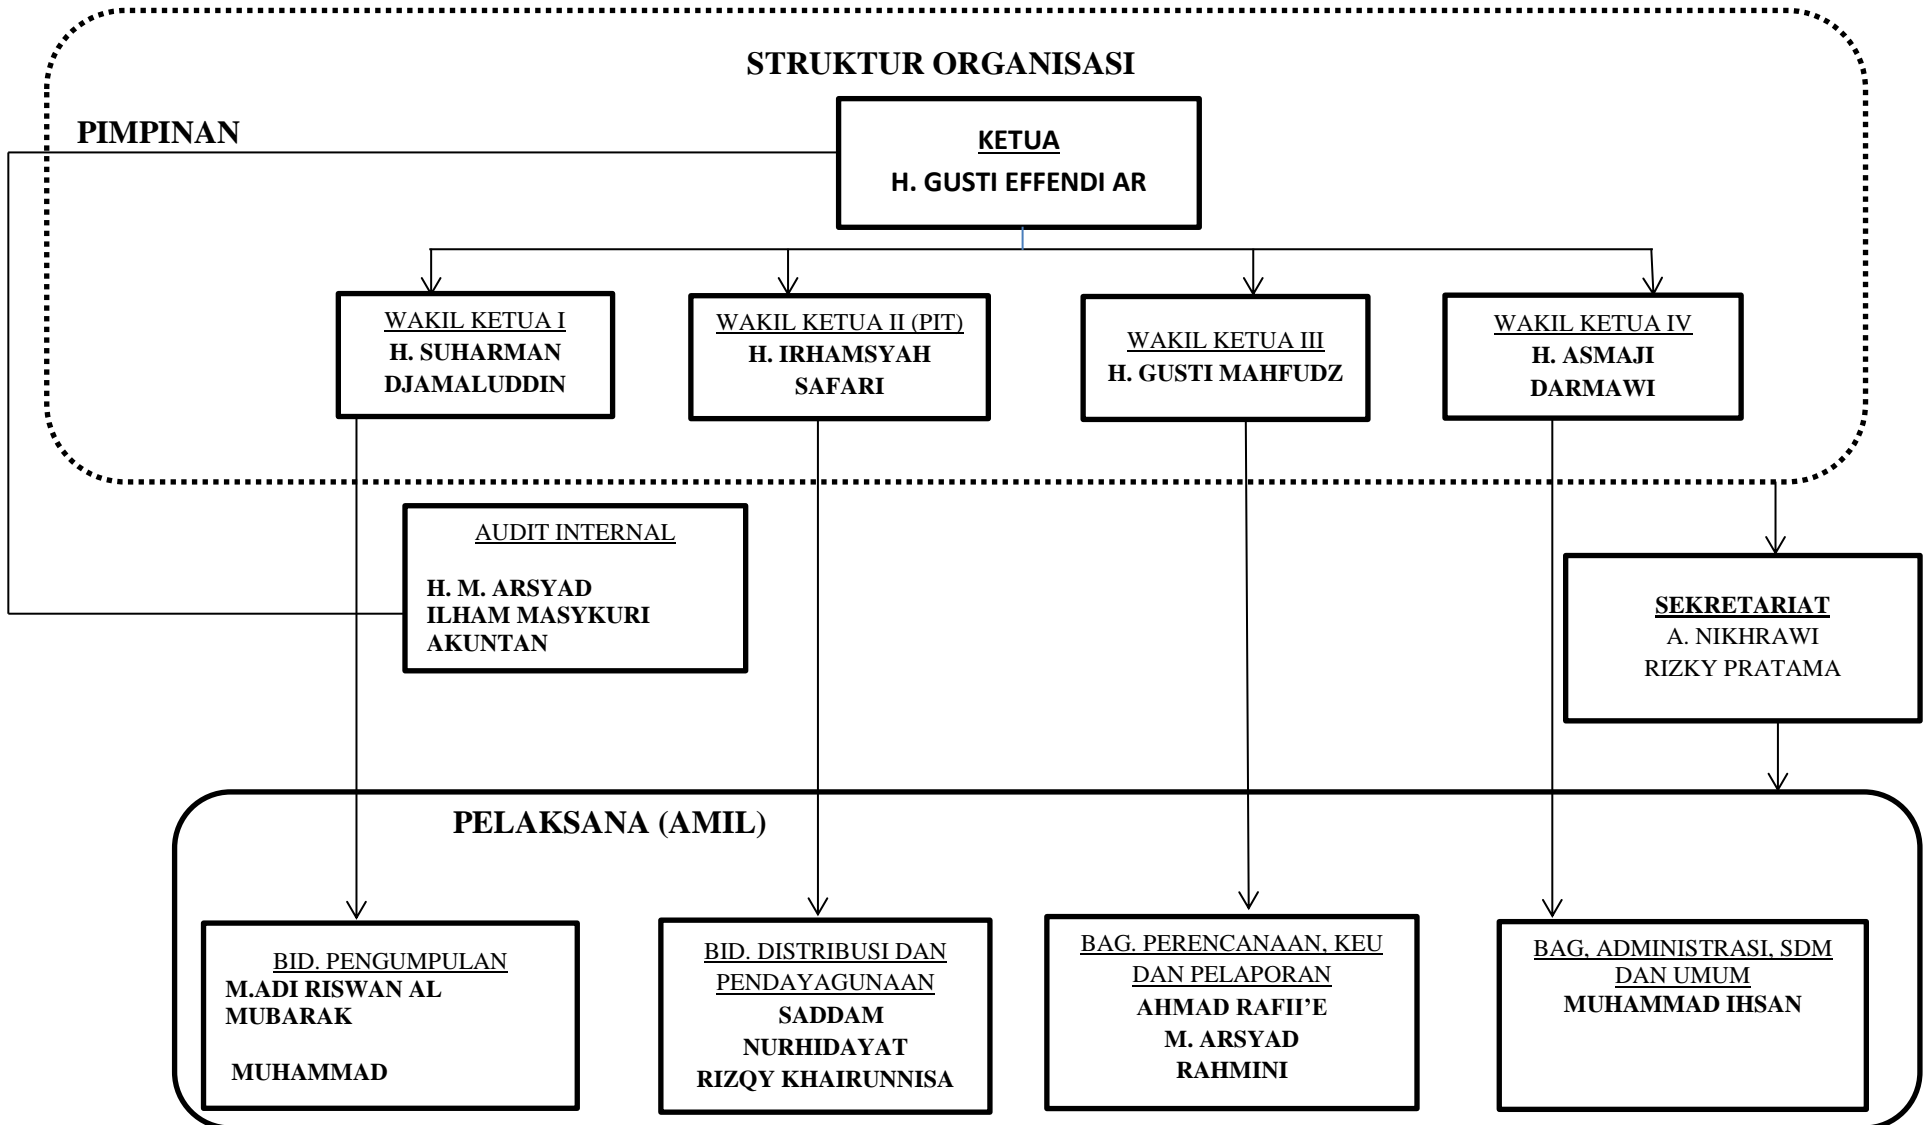 STRUKTUR ORGANISASI
PIMPINAN
KETUA
H. GUSTI EFFENDI AR
WAKIL KETUA I
H. SUHARMAN
DJAMALUDDIN
WAKIL KETUA II (PIT)
H. IRHAMSYAH
SAFARI
WAKIL KETUA III
H. GUSTI MAHFUDZ
WAKIL KETUA IV
H. ASMAJI
DARMAWI
AUDIT INTERNAL
H. M. ARSYAD
ILHAM MASYKURI
AKUNTAN
SEKRETARIAT
A. NIKHRAWI
RIZKY PRATAMA
PELAKSANA (AMIL)
BID. PENGUMPULAN
M.ADI RISWAN AL
MUBARAK
MUHAMMAD
BID. DISTRIBUSI DAN
PENDAYAGUNAAN
SADDAM
NURHIDAYAT
RIZQY KHAIRUNNISA
BAG. PERENCANAAN, KEU
DAN PELAPORAN
AHMAD RAFII’E
M. ARSYAD
RAHMINI
BAG, ADMINISTRASI, SDM
DAN UMUM
MUHAMMAD IHSAN